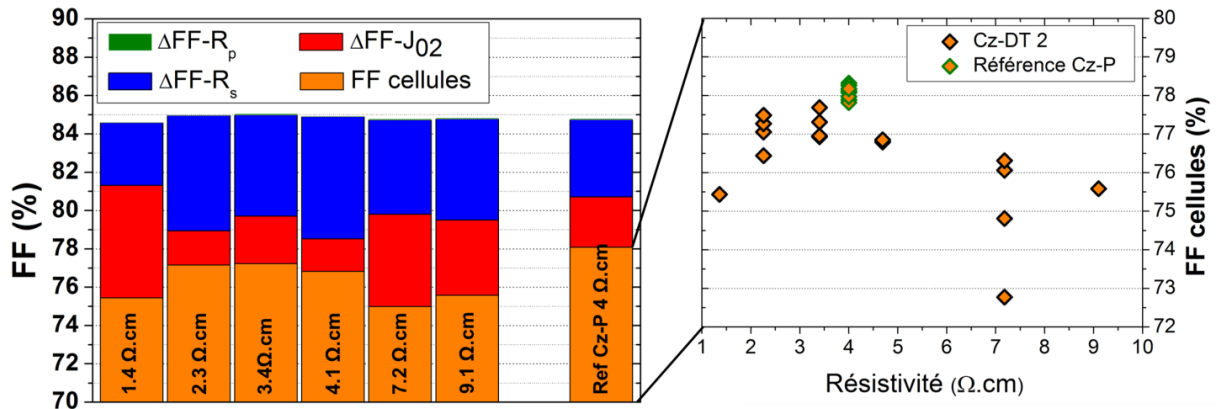 90
88
86
84
82
80
78
76
74
72
70
FF (%)
ΔFF-Rp
ΔFF-J02
ΔFF-Rs
FF cellules
1.4 Ω.cm
2.3 Ω.cm
3.4Ω.cm
4.1 Ω.cm
7.2 Ω.cm
9.1 Ω.cm
Ref Cz-P 4 Ω.cm
Cz-DT 2
Référence Cz-P
80
79
78
77
76
75
74
73
72
FF cellules (%)
1 2 3 4 5 6 7 8 9 10
Résistivité (Ω.cm)